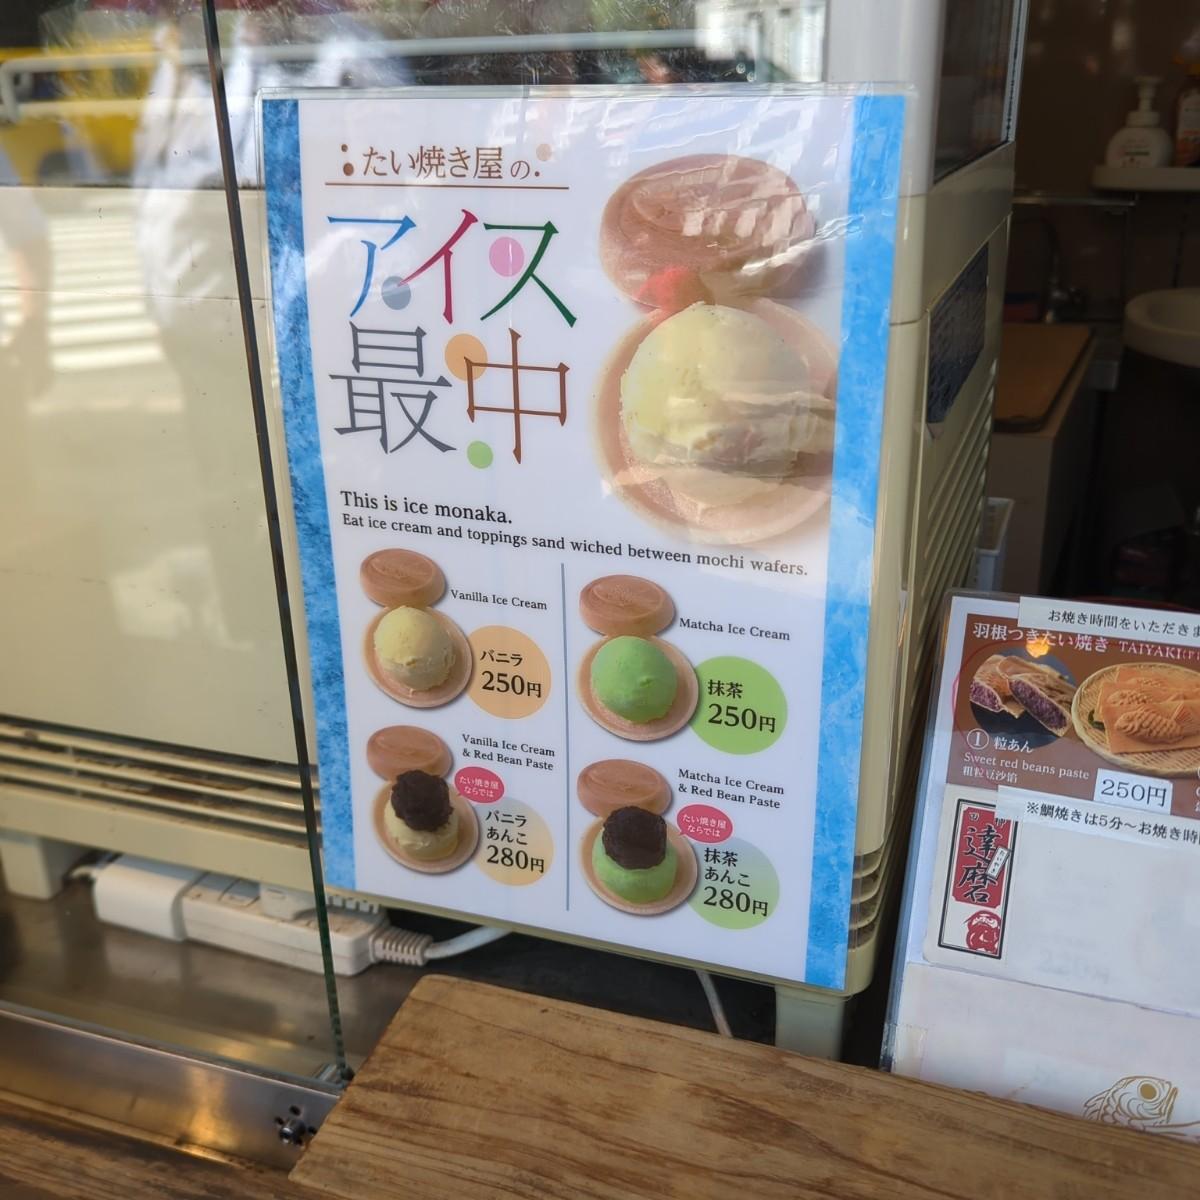 たい焼き屋の
アイス
最中
This is ice monaka.
Eat ice cream and toppings sand wiched between mochi wafers.
Vanilla Ice Cream
バニラ
250円
Matcha Ice Cream
抹茶
250円
Vanilla Ice Cream
& Red Bean Paste
たい焼き屋
ならでは
バニラ
あんこ
280円
Matcha Ice Cream
& Red Bean Paste
たい焼き屋
ならでは
抹茶
あんこ
280円
お焼き時間をいただきま
羽根つきたい焼き TAIYAKI
① 粒あん
Sweet red beans paste
粗粒豆沙馅
250円
※鯛焼きは5分～お焼き時
達磨